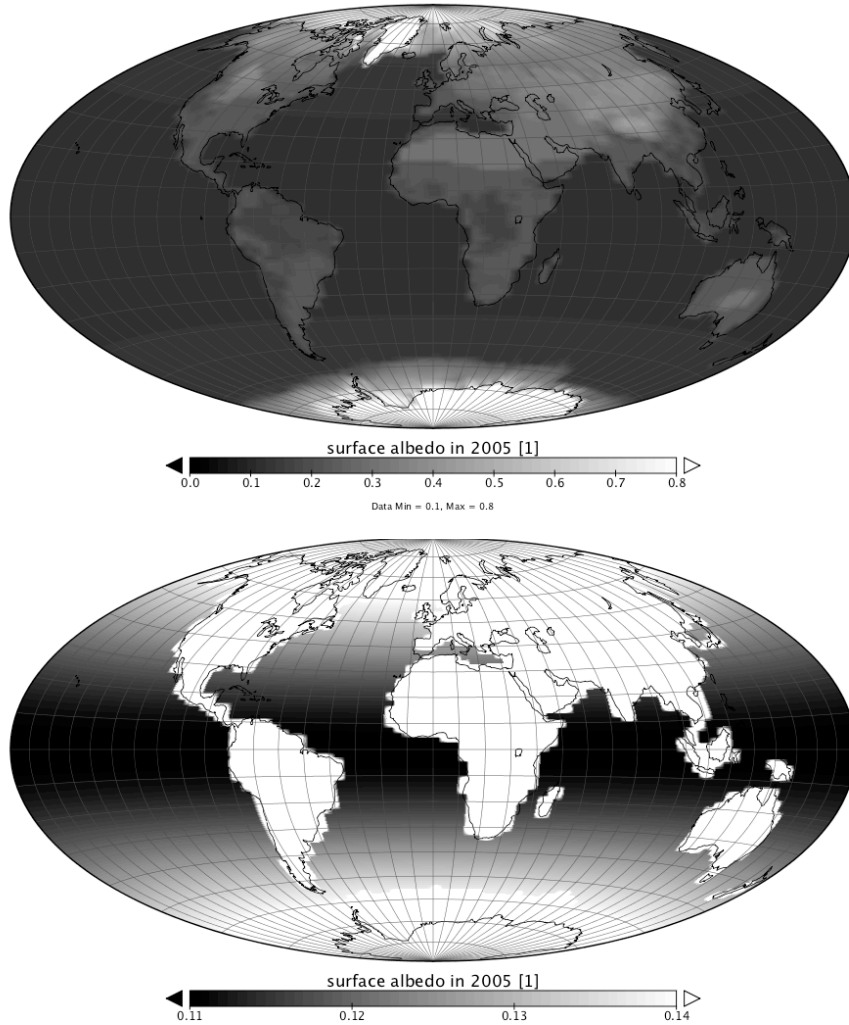 surface albedo in 2005 [1]
0.0 0.1 0.2 0.3 0.4 0.5 0.6 0.7 0.8
Data Min = 0.1, Max = 0.8
surface albedo in 2005 [1]
0.11 0.12 0.13 0.14